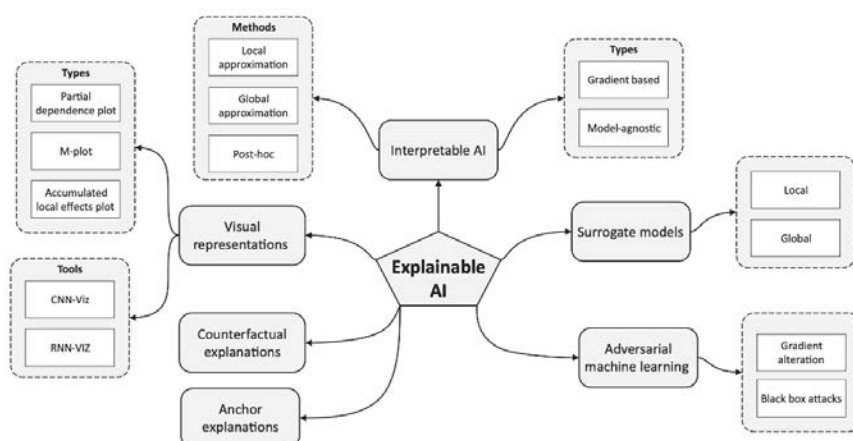 Methods
Local
approximation
Global
approximation
Post-hoc
Types
Gradient based
Model-agnostic
Types
Partial
dependence plot
M-plot
Accumulated
local effects plot
Interpretable AI
Local
Global
Visual
representations
Surrogate models
Explainable
AI
Tools
CNN-Viz
RNN-VIZ
Counterfactual
explanations
Adversarial
machine learning
Gradient
alteration
Black box attacks
Anchor
explanations